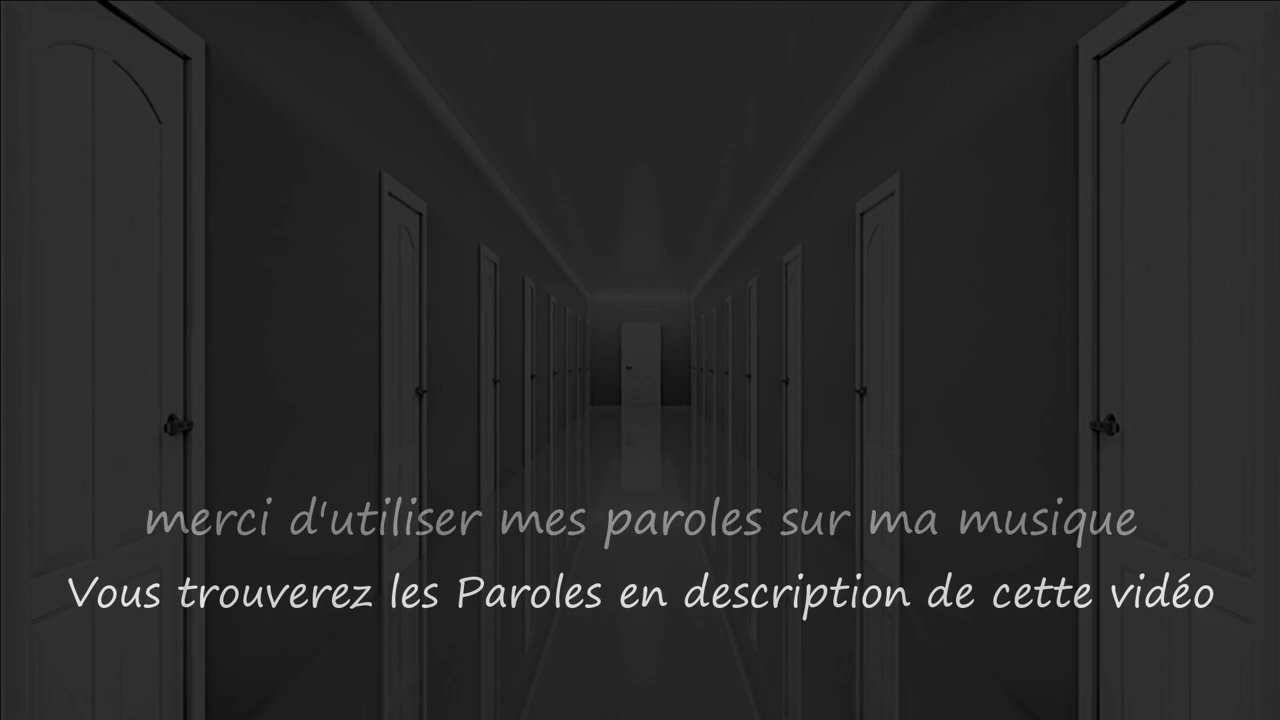 merci d'utiliser mes paroles sur ma musique
Vous trouverez les Paroles en description de cette vidéo